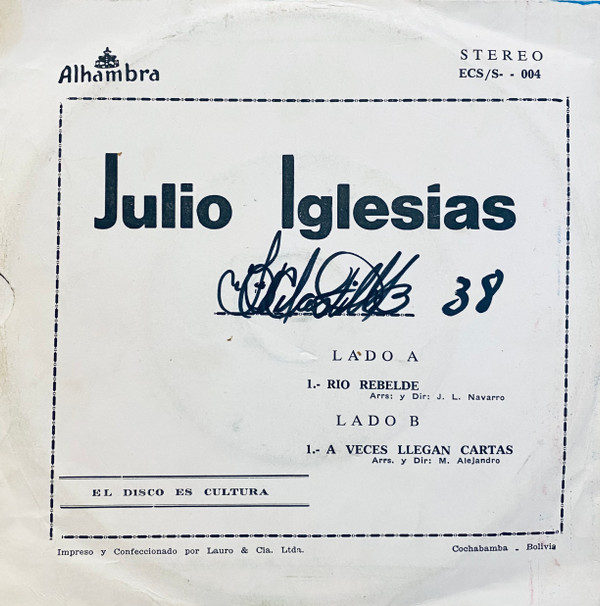 Alhambra
STEREO
ECS/S- - 004
Julio Iglesias
38
LADO A
1.- RIO REBELDE
Arrs: y Dir: J. L. Navarro
LADO B
1.- A VECES LLEGAN CARTAS
Arrs. y Dir: M. Alejandro
EL DISCO ES CULTURA
Impreso y Confeccionado por Lauro & Cia. Ltda.
Cochabamba - Bolivia